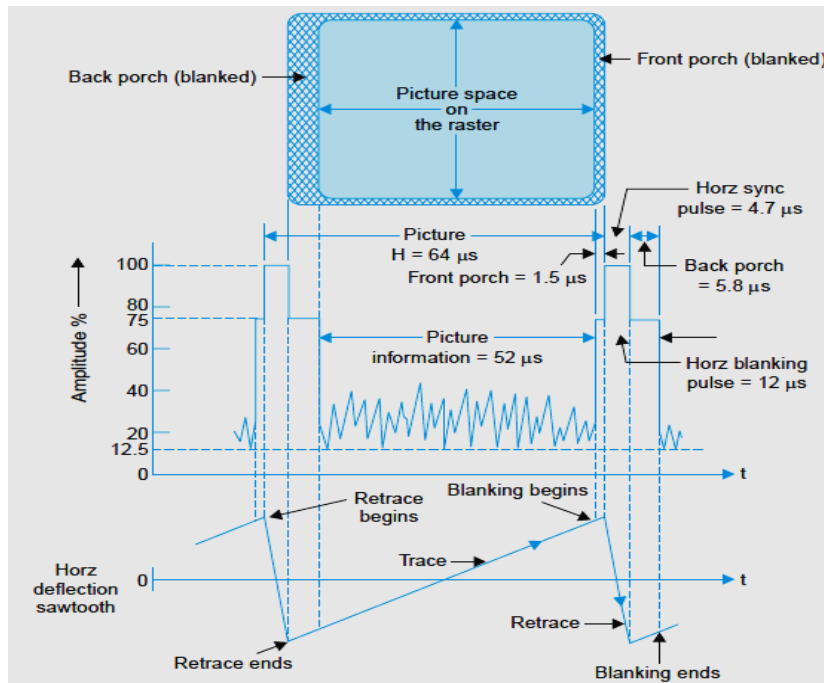 Back porch (blanked)
Front porch (blanked)
Picture space
on
the raster
Horz sync
pulse = 4.7 μs
Picture
H = 64 μs
Front porch = 1.5 μs
Back porch
= 5.8 μs
Amplitude %
100
80
75
60
40
20
12.5
0
Picture
information = 52 μs
Horz blanking
pulse = 12 μs
t
Retrace
begins
Blanking begins
Trace
Horz
deflection
sawtooth
0
t
Retrace
Retrace ends
Blanking ends